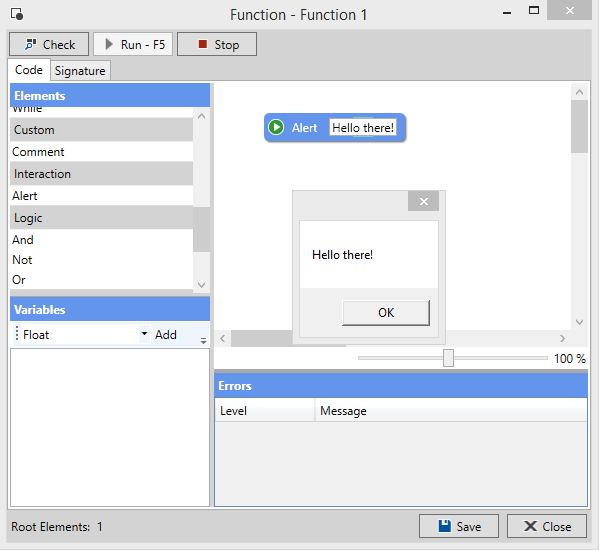 Function - Function 1
Check
Run - F5
Stop
Code
Signature
Elements
While
Custom
Comment
Interaction
Alert
Logic
And
Not
Or
Alert
Hello there!
Hello there!
OK
100 %
Variables
Float
Add
Errors
Level
Message
Root Elements: 1
Save
Close